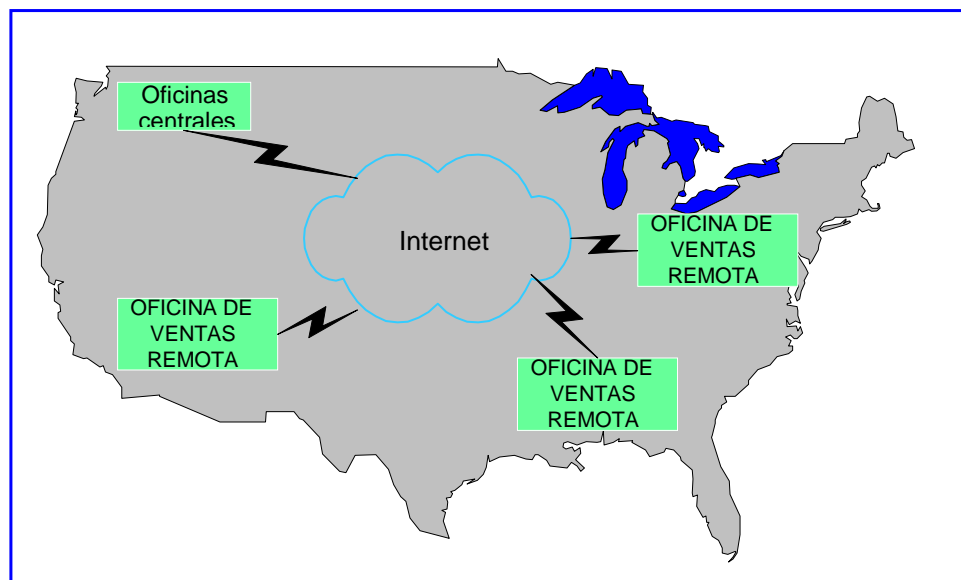 Oficinas
centrales
Internet
OFICINA DE
VENTAS
REMOTA
OFICINA DE
VENTAS
REMOTA
OFICINA DE
VENTAS
REMOTA